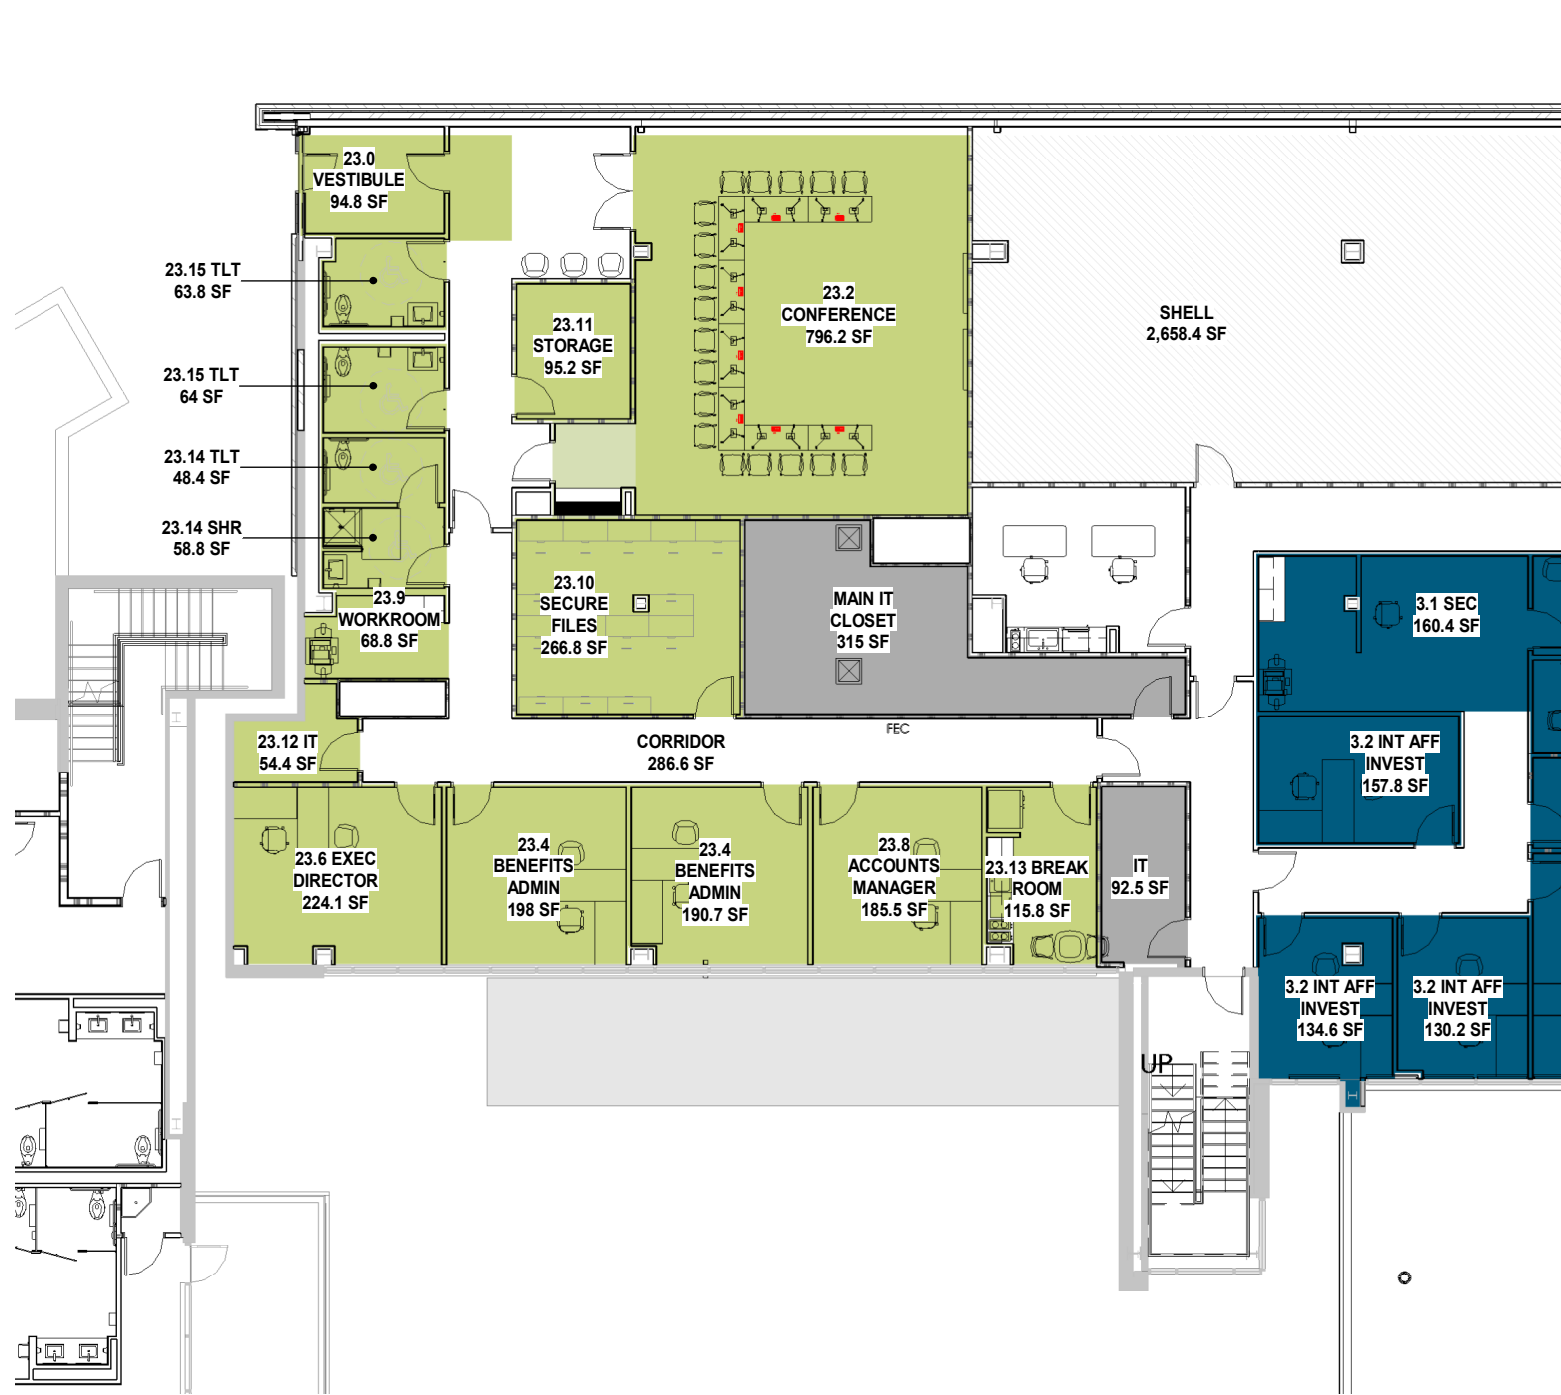 23.0
VESTIBULE
94.8 SF
23.15 TLT
63.8 SF
23.11
STORAGE
95.2 SF
23.2
CONFERENCE
796.2 SF
SHELL
2,658.4 SF
23.15 TLT
64 SF
23.14 TLT
48.4 SF
23.14 SHR
58.8 SF
23.9
WORKROOM
68.8 SF
23.10
SECURE
FILES
266.8 SF
MAIN IT
CLOSET
315 SF
3.1 SEC
160.4 SF
23.12 IT
54.4 SF
CORRIDOR
286.6 SF
FEC
3.2 INT AFF
INVEST
157.8 SF
23.6 EXEC
DIRECTOR
224.1 SF
23.4
BENEFITS
ADMIN
198 SF
23.4
BENEFITS
ADMIN
190.7 SF
23.8
ACCOUNTS
MANAGER
185.5 SF
23.13 BREAK
ROOM
115.8 SF
IT
92.5 SF
3.2 INT AFF
INVEST
134.6 SF
3.2 INT AFF
INVEST
130.2 SF
UP